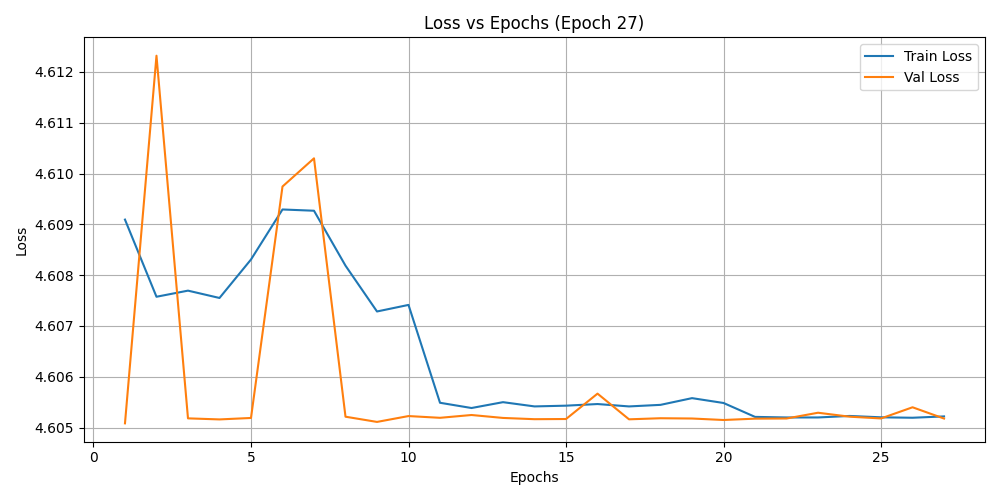 Loss vs Epochs (Epoch 27)
Train Loss
Val Loss
4.612
4.611
4.610
4.609
4.608
4.607
4.606
4.605
Loss
0 5 10 15 20 25
Epochs